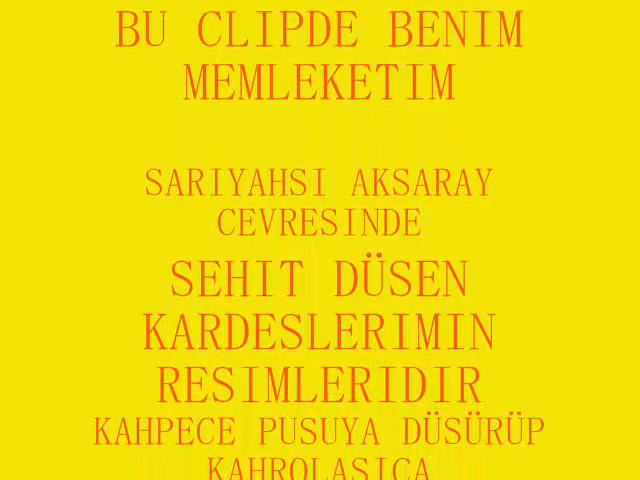 BU CLIPDE BENIM
MEMLEKETIM
SARIYAHSI AKSARAY
CEVRESINDE
SEHIT DÜSEN
KARDESLERIMIN
RESIMLERIDIR
KAHPECE PUSUYA DÜSÜRÜP
KAHROLASICA